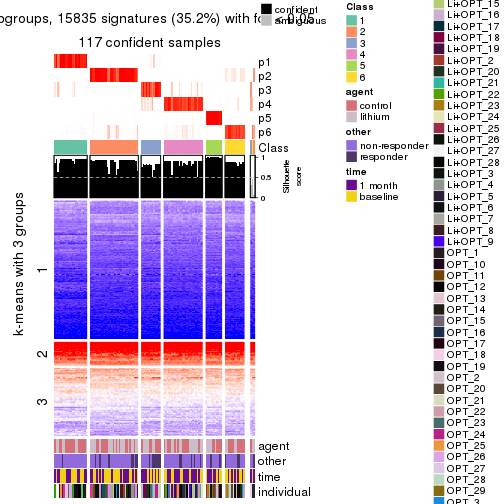 ogroups, 15835 signatures (35.2%) with f
117 confident samples
confident
ambiguous
p1
p2
p3
p4
p5
p6
Class
1
0.5
0
Silhouette
score
k-means with 3 groups
1
2
3
agent
other
time
individual
Class
1
2
3
4
5
6
agent
control
lithium
other
non-responder
responder
time
1 month
baseline
Li+OPT_15
Li+OPT_16
Li+OPT_17
Li+OPT_18
Li+OPT_19
Li+OPT_2
Li+OPT_20
Li+OPT_21
Li+OPT_22
Li+OPT_23
Li+OPT_24
Li+OPT_25
Li+OPT_26
Li+OPT_27
Li+OPT_28
Li+OPT_3
Li+OPT_4
Li+OPT_5
Li+OPT_6
Li+OPT_7
Li+OPT_8
Li+OPT_9
OPT_1
OPT_10
OPT_11
OPT_12
OPT_13
OPT_14
OPT_15
OPT_16
OPT_17
OPT_18
OPT_19
OPT_2
OPT_20
OPT_21
OPT_22
OPT_23
OPT_24
OPT_25
OPT_26
OPT_27
OPT_28
OPT_29
OPT_3